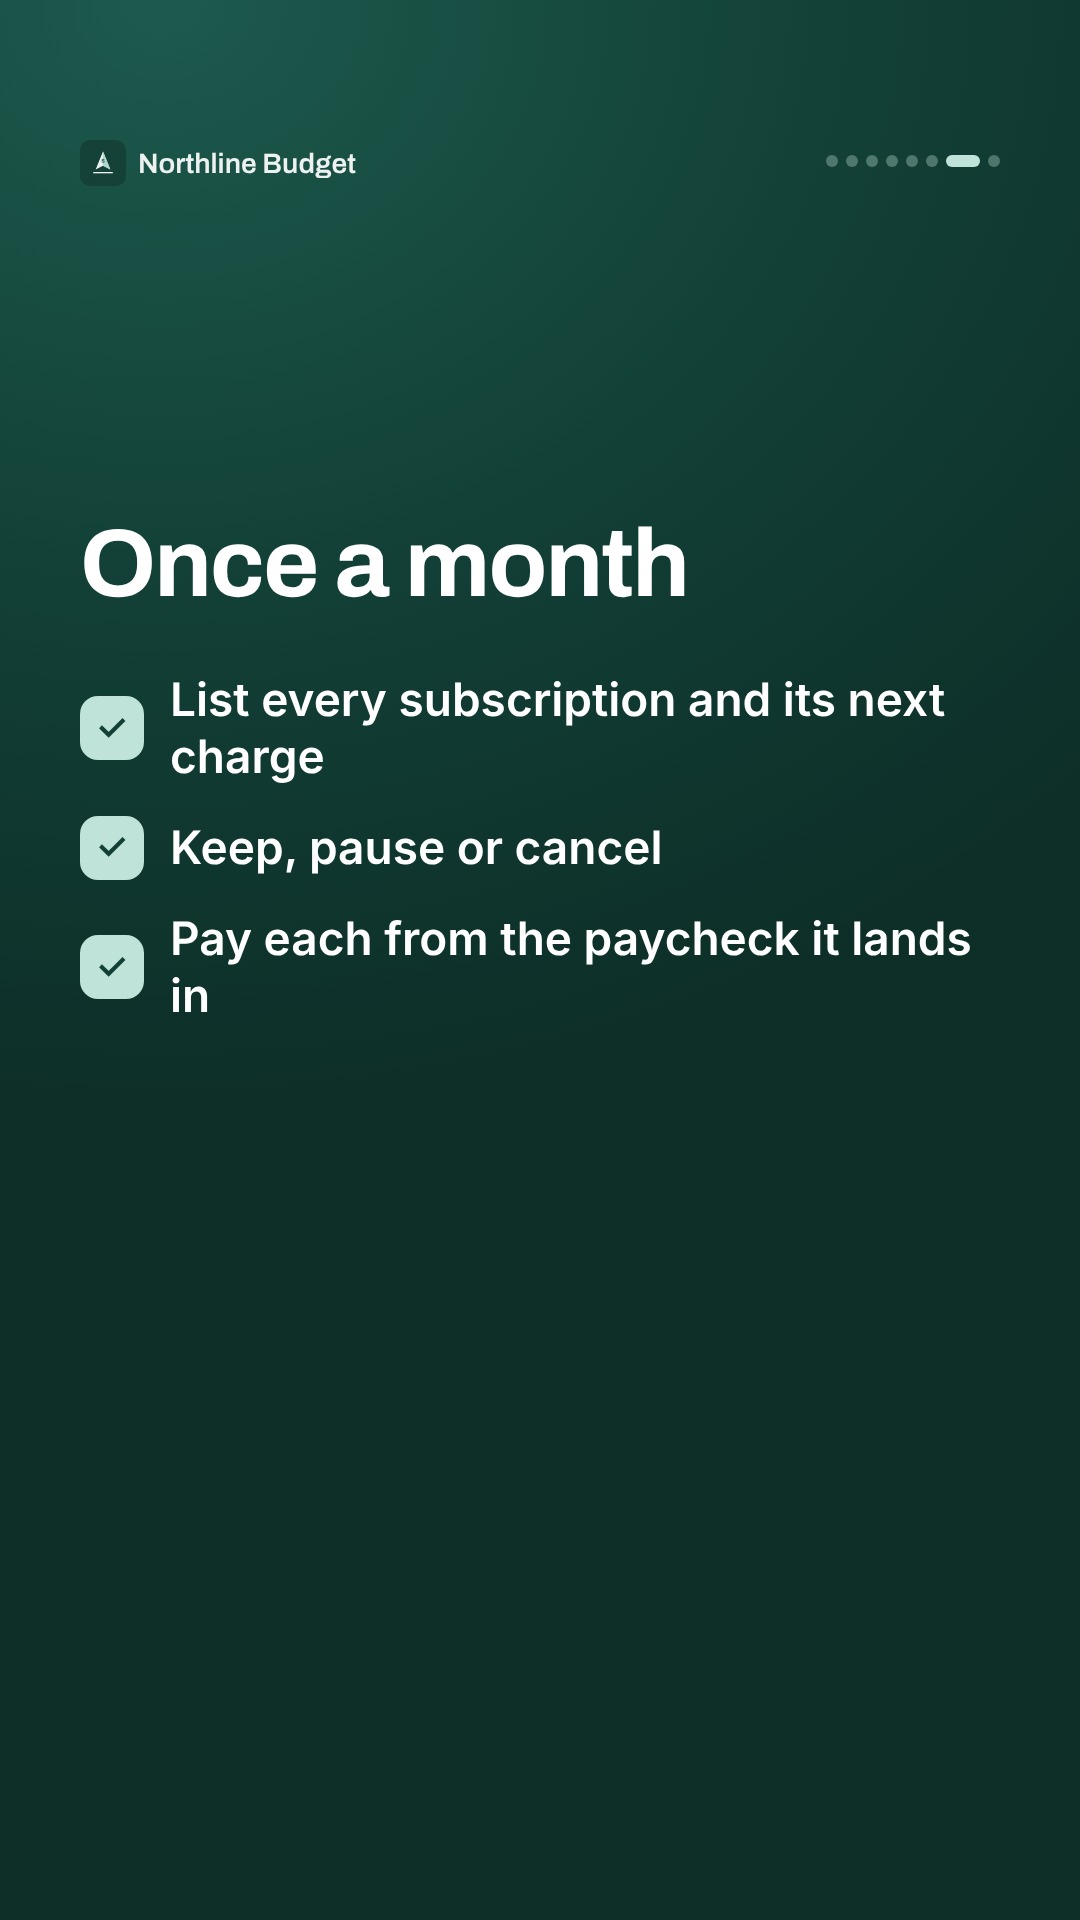 Northline Budget
Once a month
List every subscription and its next
charge
Keep, pause or cancel
Pay each from the paycheck it lands
in